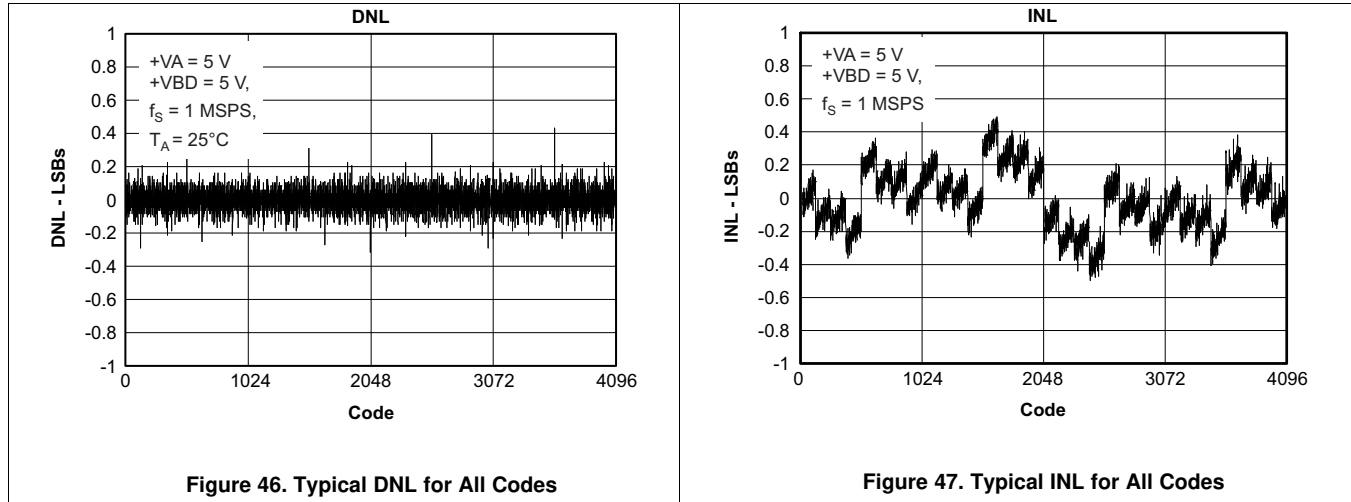 DNL
1
0.8
0.6
0.4
0.2
0
-0.2
-0.4
-0.6
-0.8
-1
DNL - LSBs
+VA = 5 V
+VBD = 5 V,
fS = 1 MSPS,
TA = 25°C
0 1024 2048 3072 4096
Code
Figure 46. Typical DNL for All Codes
INL
1
0.8
0.6
0.4
0.2
0
-0.2
-0.4
-0.6
-0.8
-1
INL - LSBs
+VA = 5 V
+VBD = 5 V,
fS = 1 MSPS
0 1024 2048 3072 4096
Code
Figure 47. Typical INL for All Codes